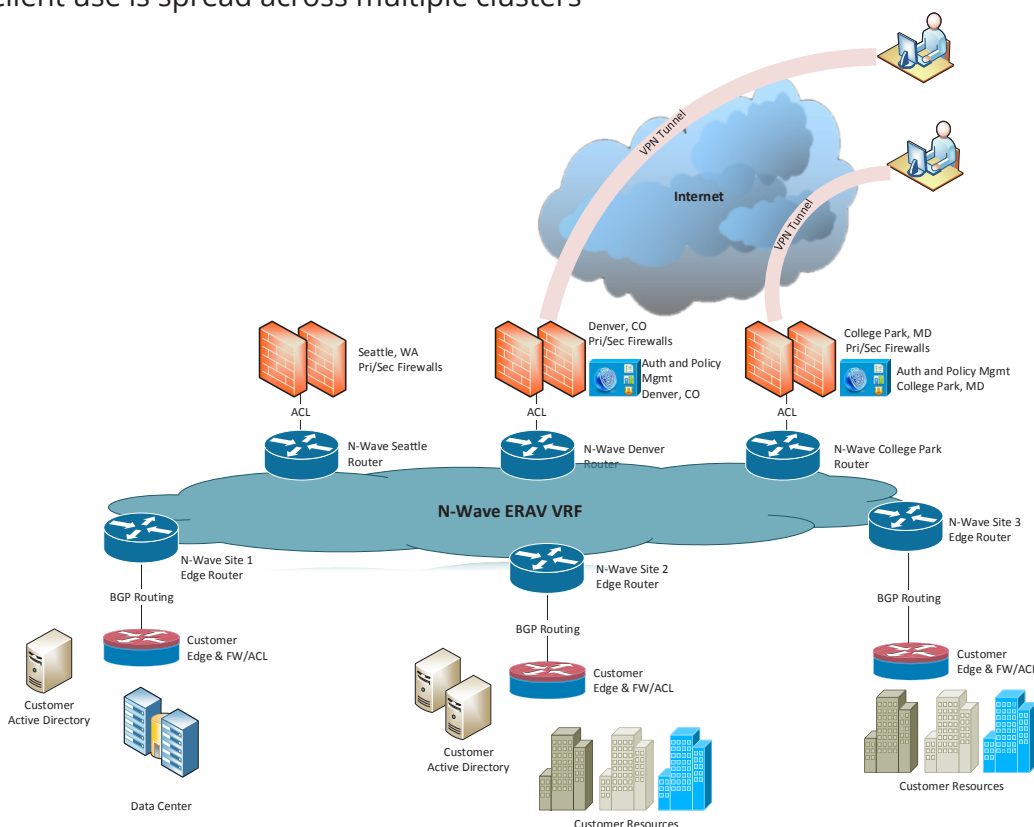 client use is spread across multiple clusters
VPN Tunnel
Internet
VPN Tunnel
Seattle, WA
Pri/Sec Firewalls
Denver, CO
Pri/Sec Firewalls
Auth and Policy
Mgmt
Denver, CO
College Park, MD
Pri/Sec Firewalls
Auth and Policy Mgmt
College Park, MD
ACL
ACL
ACL
N-Wave Seattle
Router
N-Wave Denver
Router
N-Wave College Park
Router
N-Wave ERAV VRF
N-Wave Site 1
Edge Router
N-Wave Site 2
Edge Router
N-Wave Site 3
Edge Router
BGP Routing
BGP Routing
BGP Routing
Customer
Edge & FW/ACL
Customer
Edge & FW/ACL
Customer
Edge & FW/ACL
Customer
Active Directory
Customer
Active Directory
Data Center
Customer Resources
Customer Resources